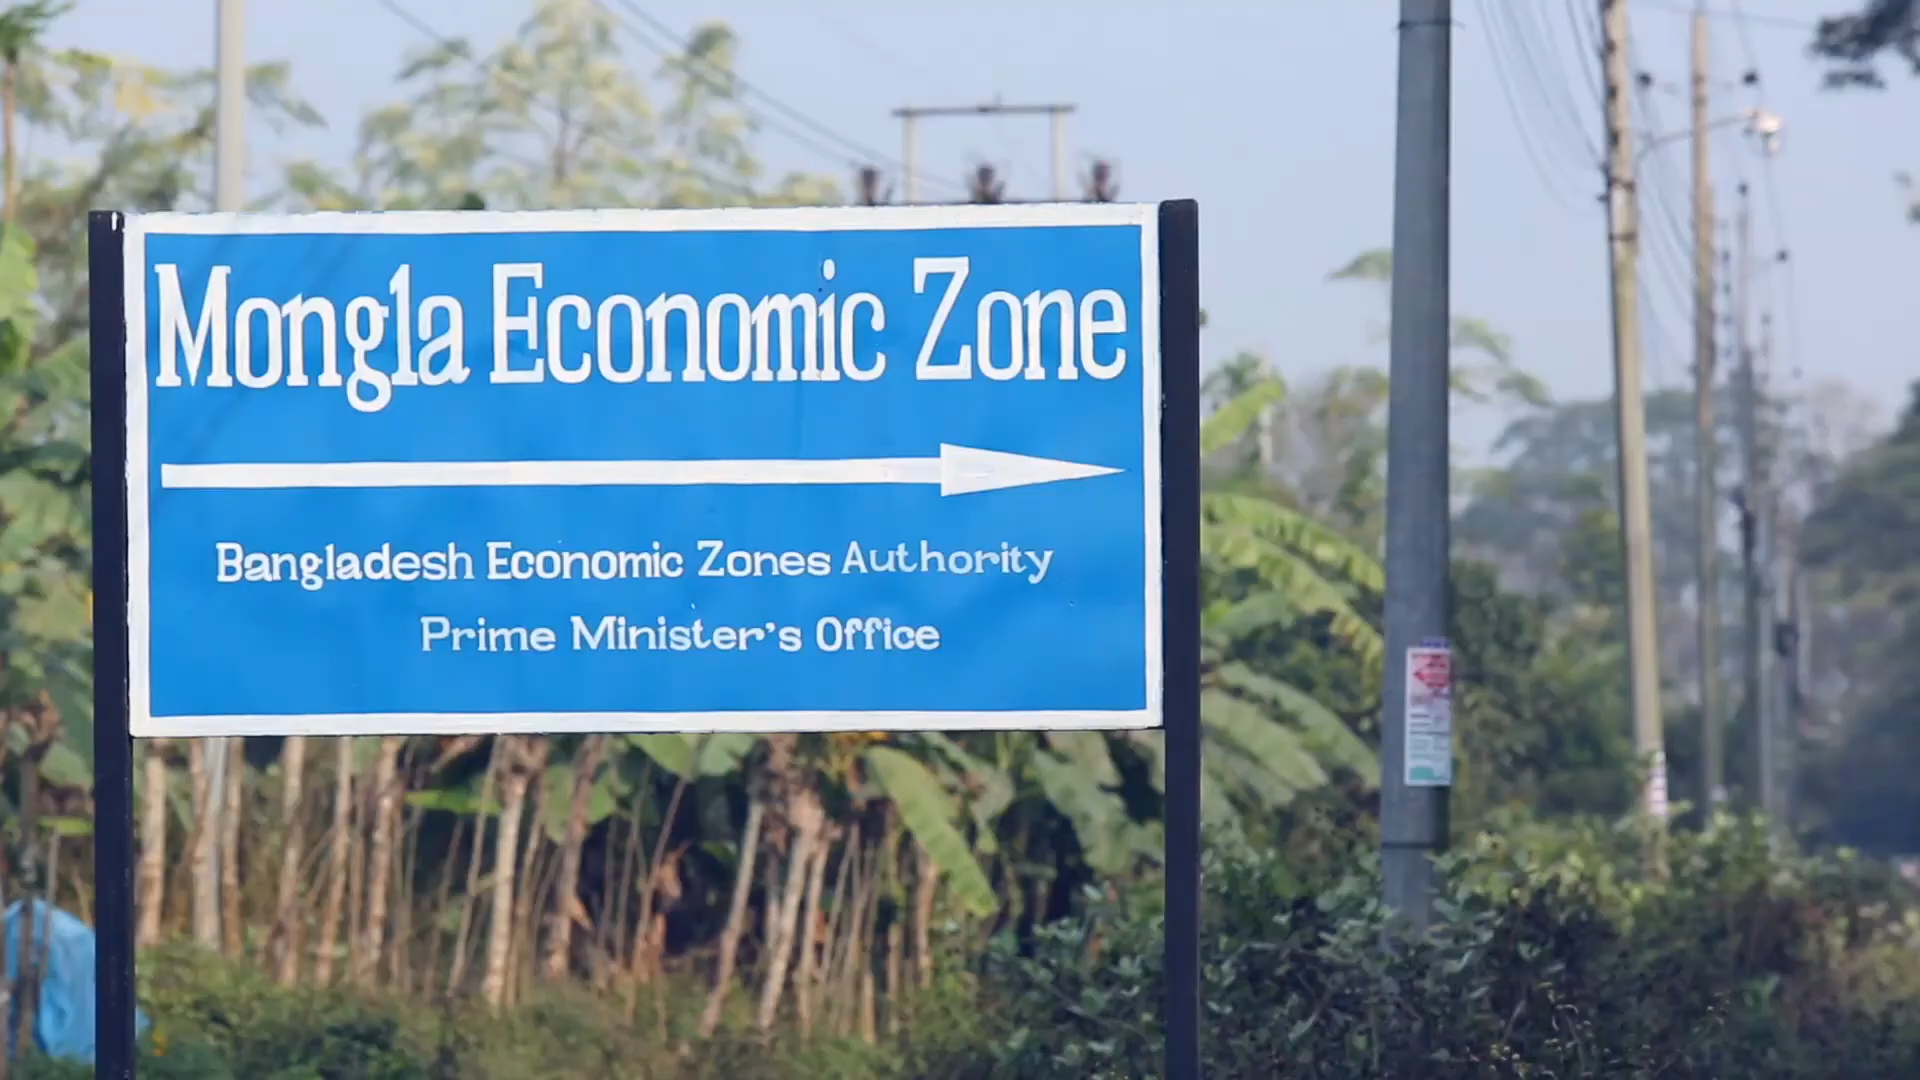 Mongla Economic Zone
Bangladesh Economic Zones Authority
Prime Minister's Office